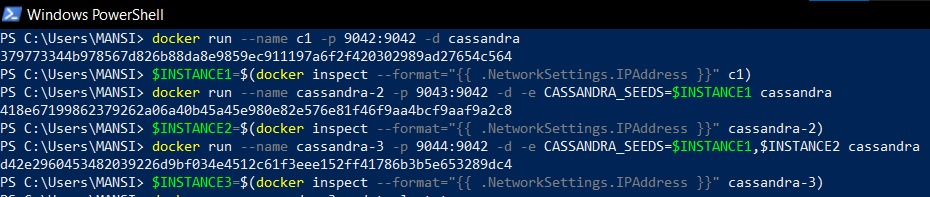 Windows PowerShell
PS C:\Users\MANSI> docker run --name c1 -p 9042:9042 -d cassandra
379773344b978567d826b88da8e9859ec911197a6f2f420302989ad27654c564
PS C:\Users\MANSI> $INSTANCE1=$(docker inspect --format="{{ .NetworkSettings.IPAddress }}" c1)
PS C:\Users\MANSI> docker run --name cassandra-2 -p 9043:9042 -d -e CASSANDRA_SEEDS=$INSTANCE1 cassandra
418e67199862379262a06a40b45a45e980e82e576e81f46f9aa4bcf9aaf9a2c8
PS C:\Users\MANSI> $INSTANCE2=$(docker inspect --format="{{ .NetworkSettings.IPAddress }}" cassandra-2)
PS C:\Users\MANSI> docker run --name cassandra-3 -p 9044:9042 -d -e CASSANDRA_SEEDS=$INSTANCE1,$INSTANCE2 cassandra
d42e2960453482039226d9bf034e4512c61f3eee152ff41786b3b5e653289dc4
PS C:\Users\MANSI> $INSTANCE3=$(docker inspect --format="{{ .NetworkSettings.IPAddress }}" cassandra-3)